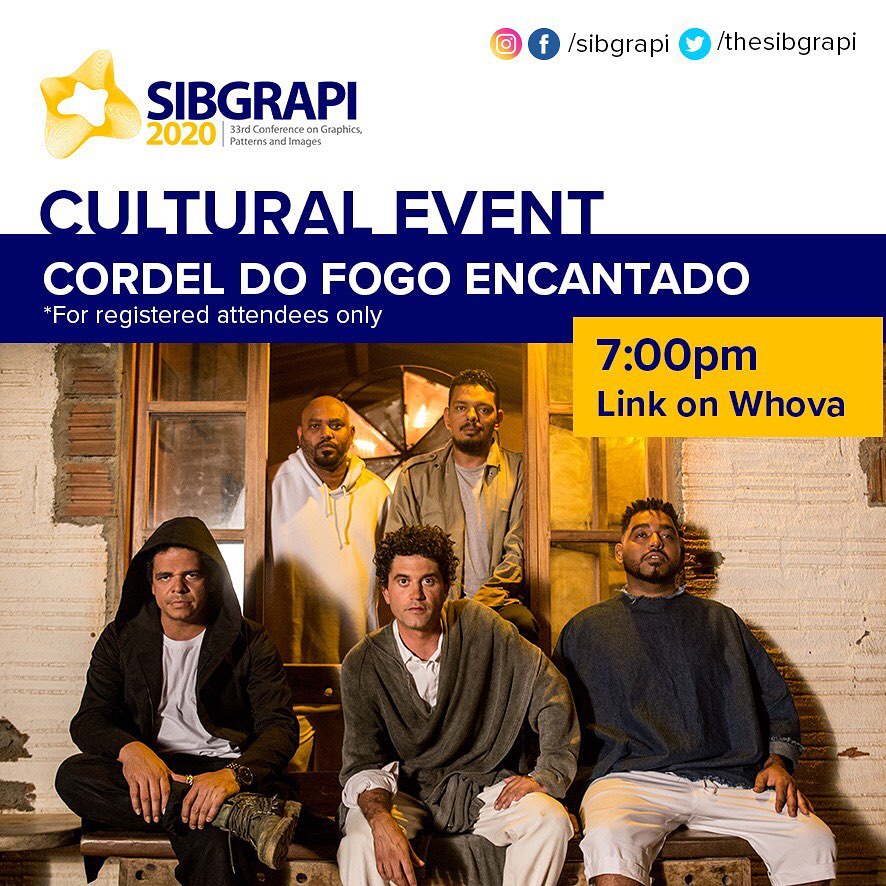 /sibgrapi /thesibgrapi
SIBGRAPI
2020 33rd Conference on Graphics,
Patterns and Images
CULTURAL EVENT
CORDEL DO FOGO ENCANTADO
*For registered attendees only
7:00pm
Link on Whova